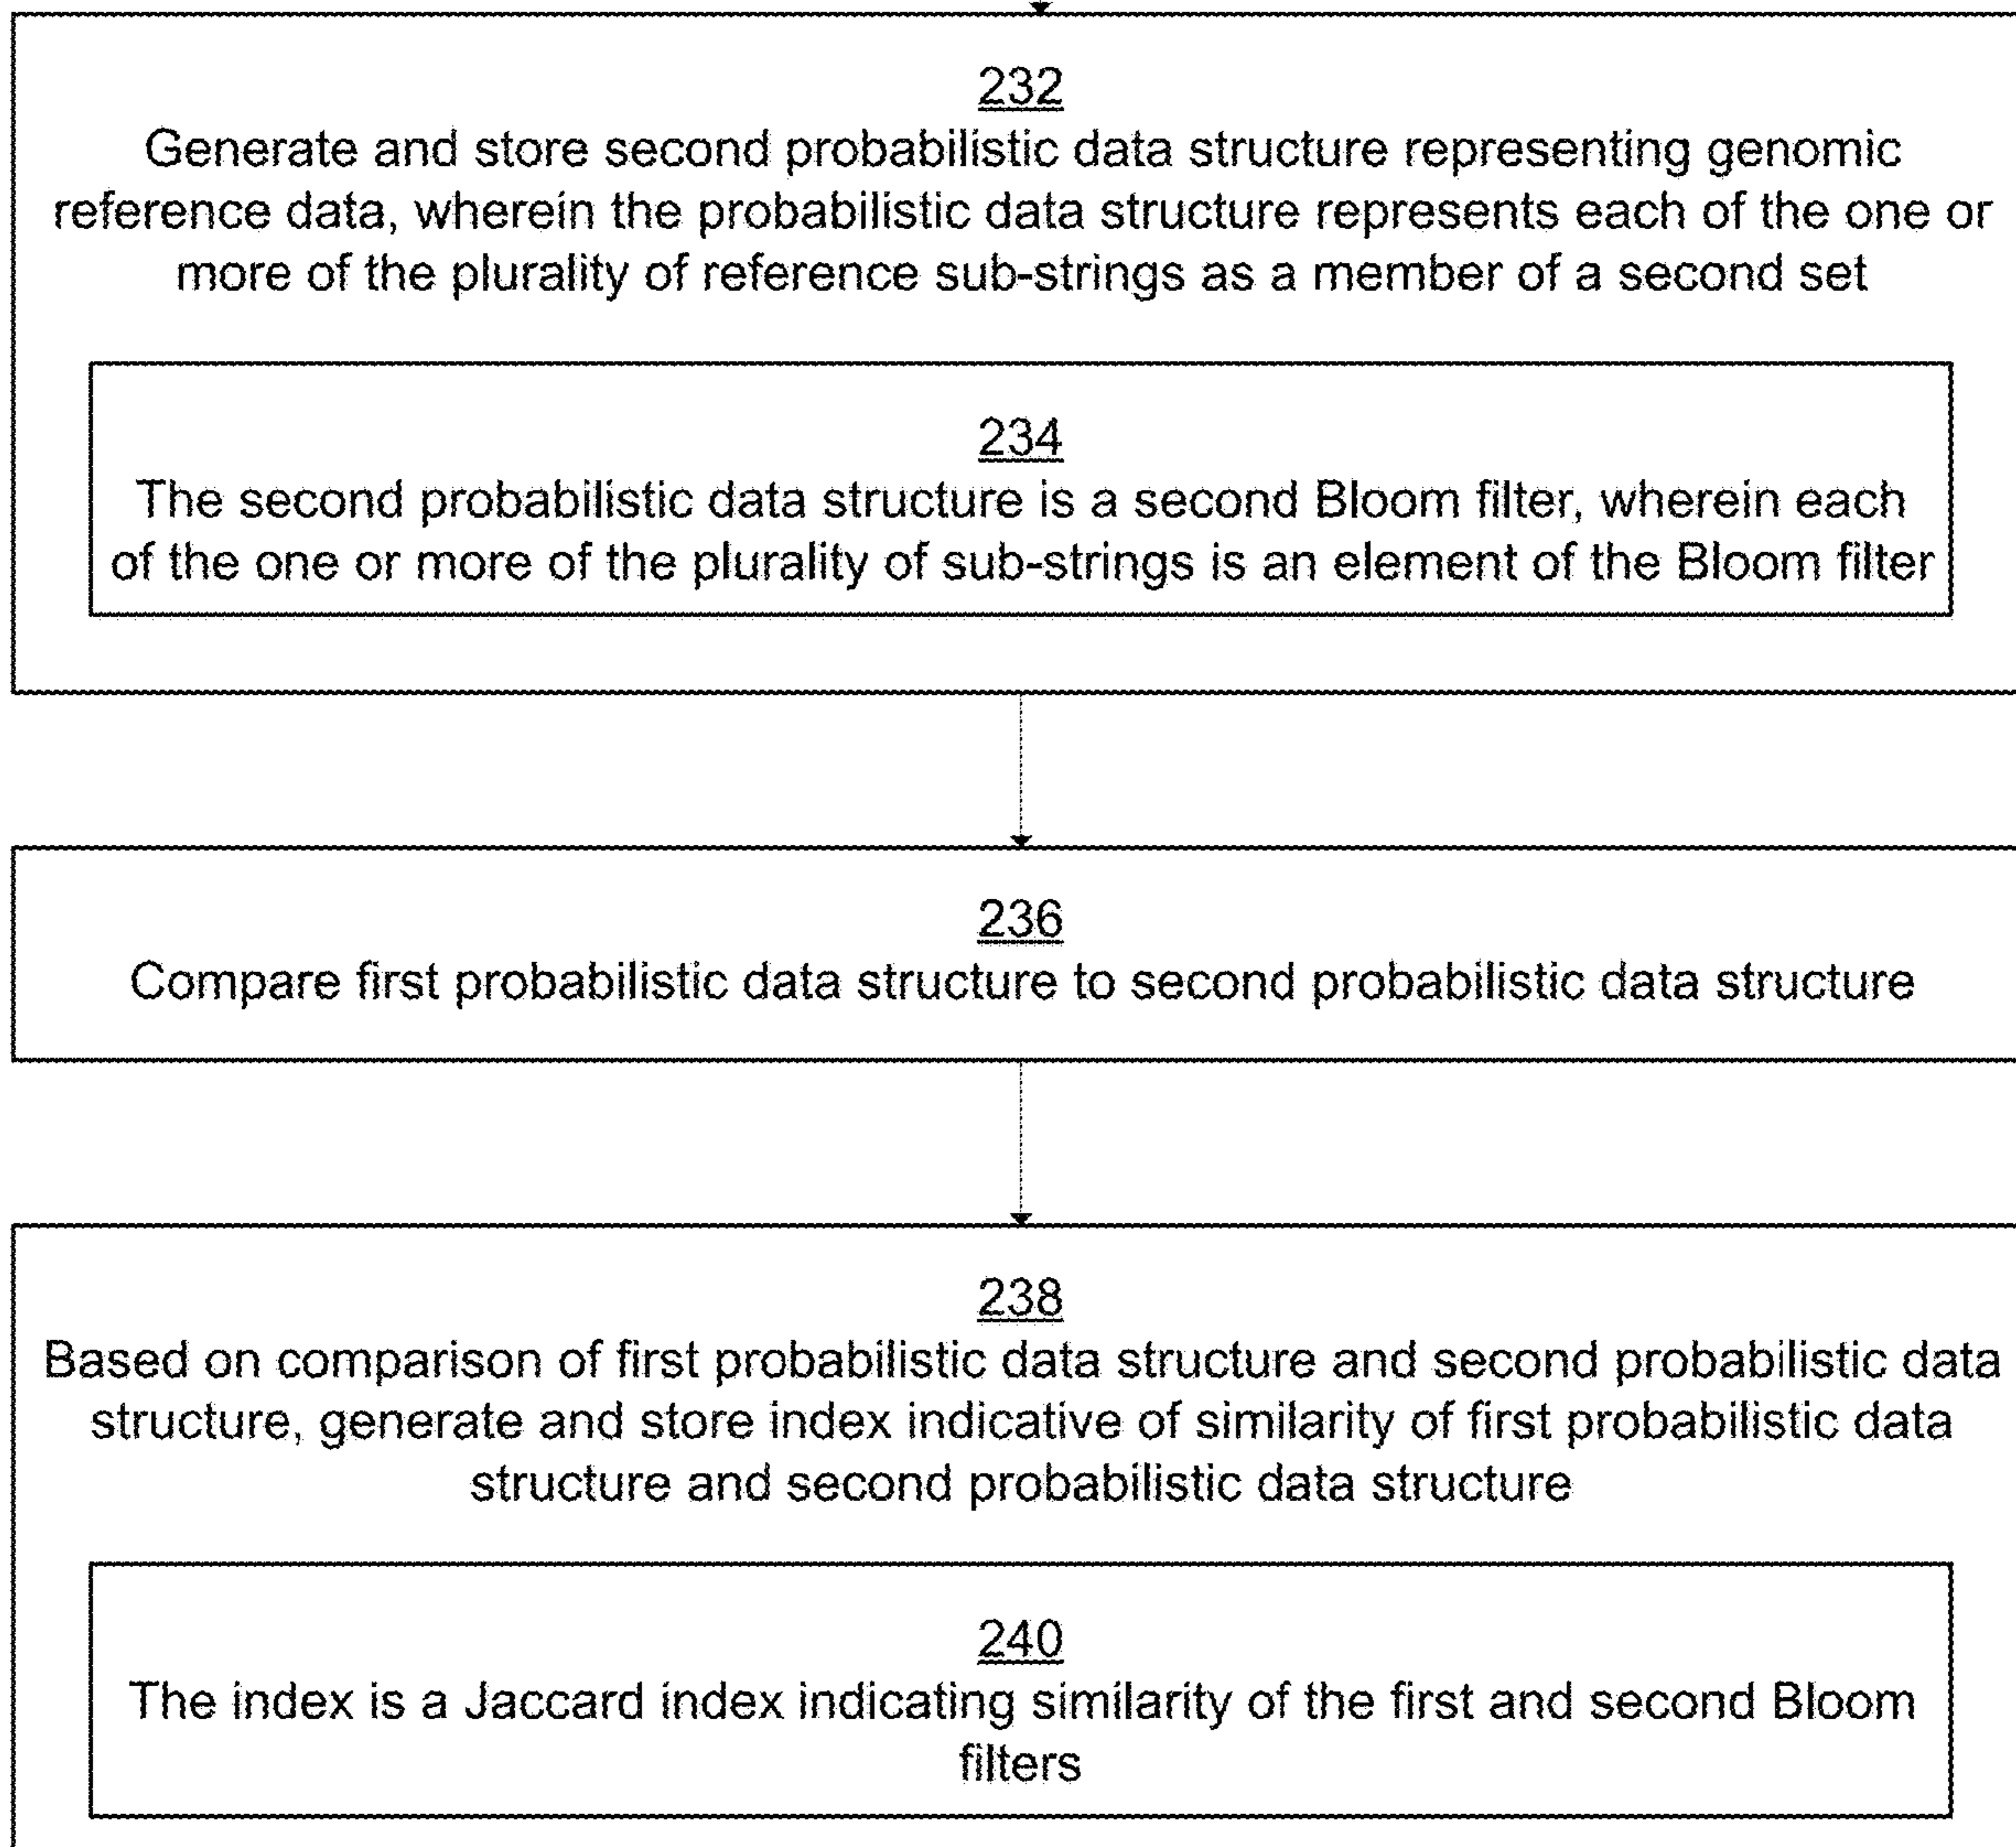 232
Generate and store second probabilistic data structure representing genomic
reference data, wherein the probabilistic data structure represents each of the one or
more of the plurality of reference sub-strings as a member of a second set
234
The second probabilistic data structure is a second Bloom filter, wherein each
of the one or more of the plurality of sub-strings is an element of the Bloom filter
236
Compare first probabilistic data structure to second probabilistic data structure
238
Based on comparison of first probabilistic data structure and second probabilistic data
structure, generate and store index indicative of similarity of first probabilistic data
structure and second probabilistic data structure
240
The index is a Jaccard index indicating similarity of the first and second Bloom
filters